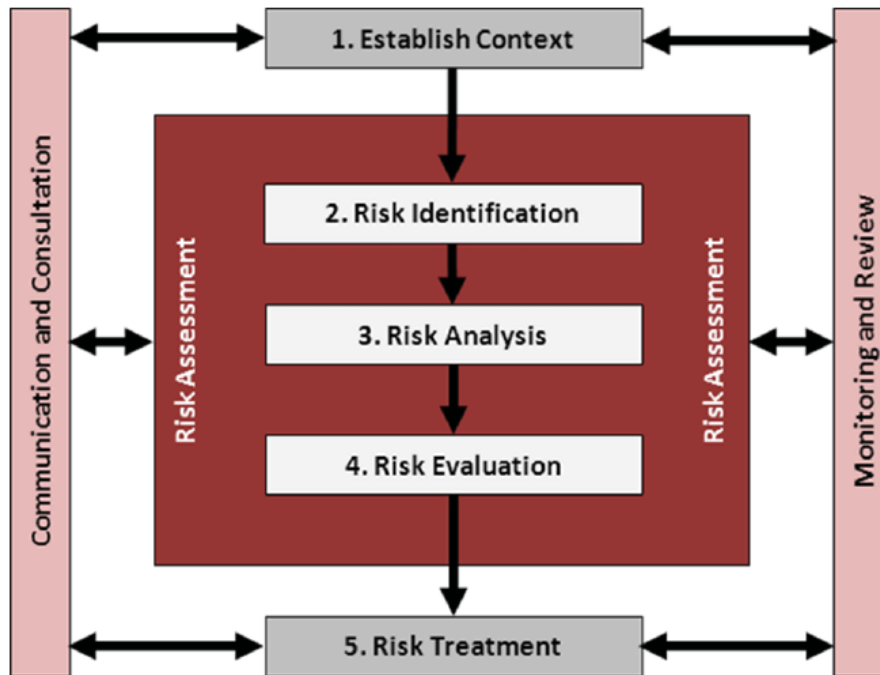 1. Establish Context
Communication and Consultation
Risk Assessment
2. Risk Identification
3. Risk Analysis
4. Risk Evaluation
Risk Assessment
Monitoring and Review
5. Risk Treatment